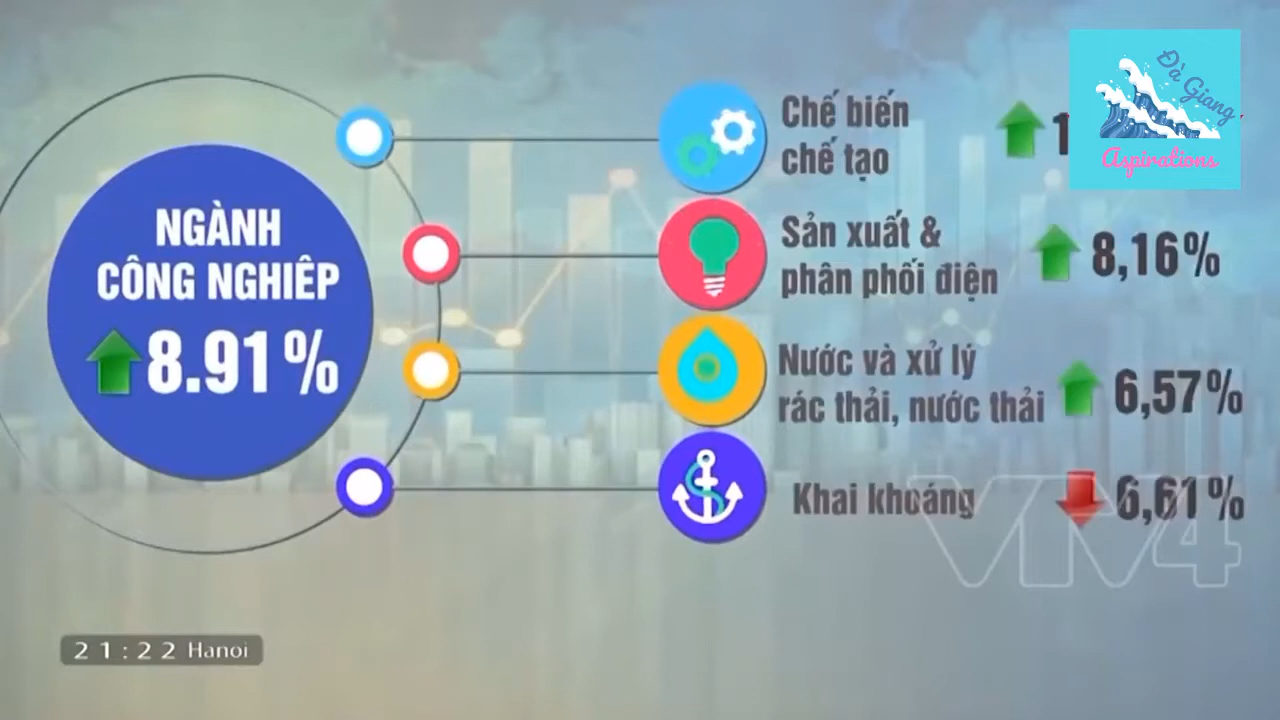 NGÀNH
CÔNG NGHIÊP
8.91%
Chế biến
chế tạo
1
Sản xuất &
phân phối điện
8,16%
Nước và xử lý
rác thải, nước thải
6,57%
Khai khoáng
6,61%
Đà Giang
Aspirations
VTV4
21:22 Hanoi